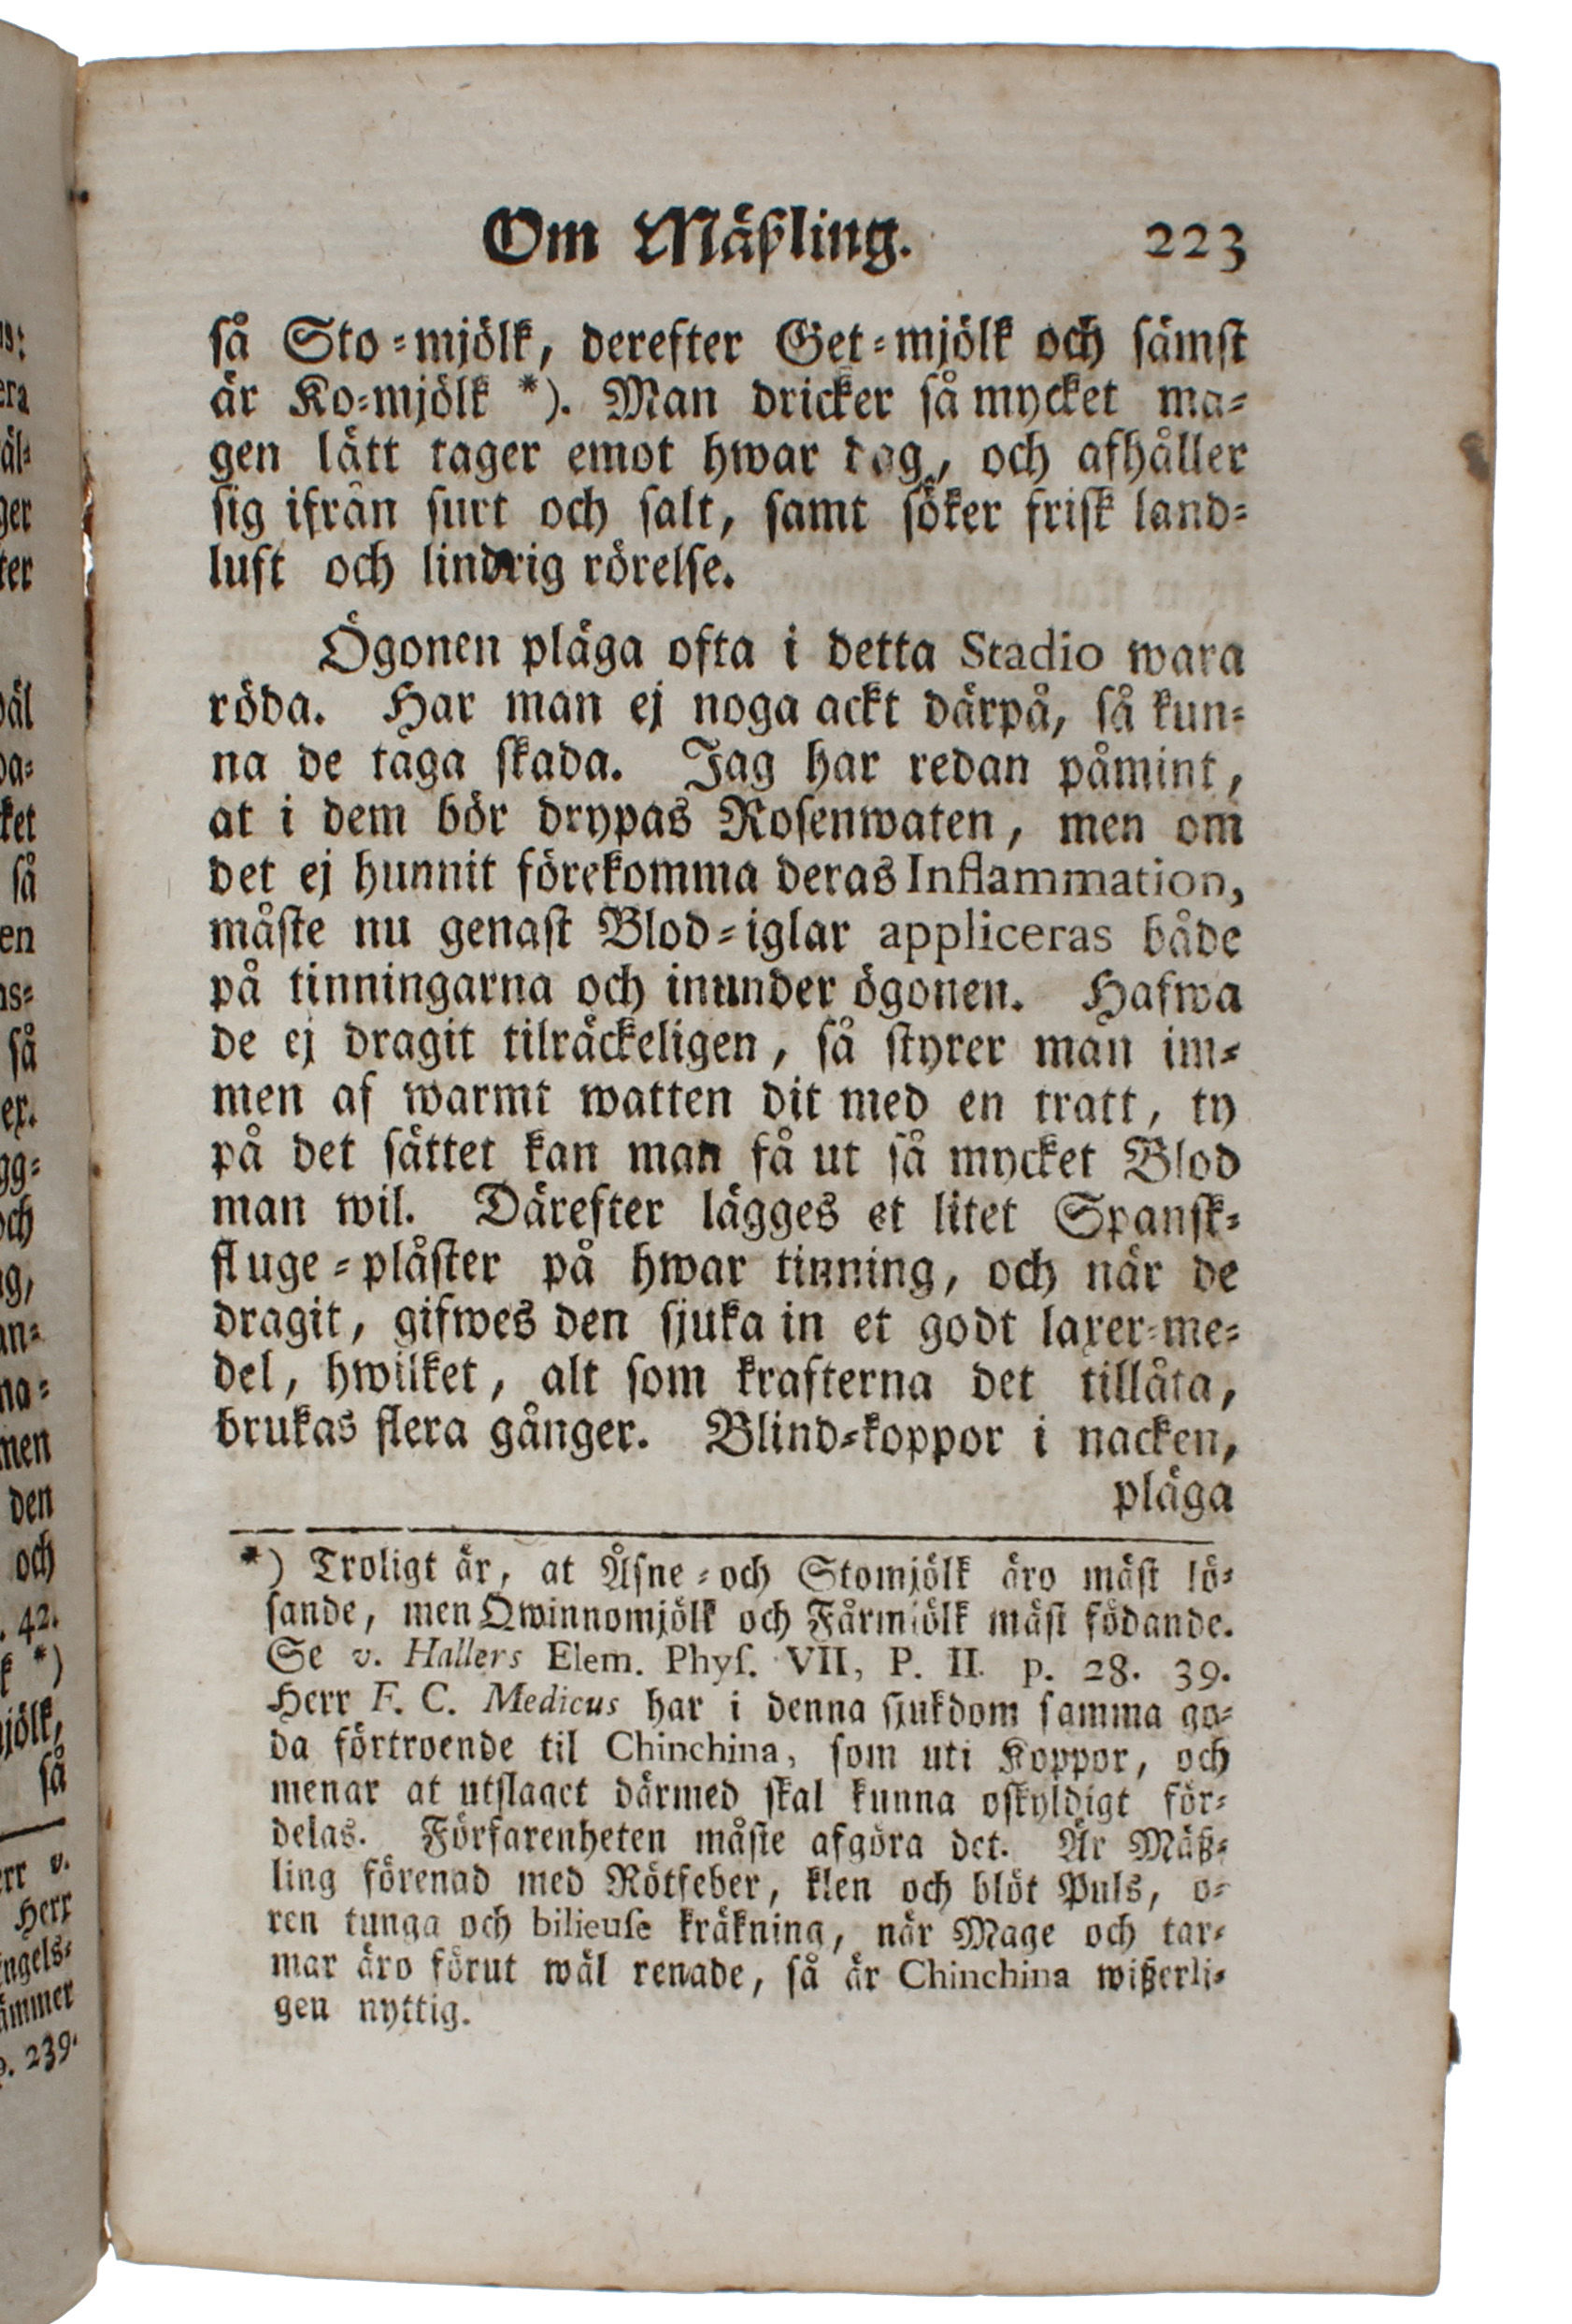 Om Mäßling. 223
så Sto-mjölk, derefter Get-mjölk och sämst
är Ko-mjölk *). Man dricker så mycket ma-
gen lätt tager emot hwar dag, och afhåller
sig ifrån surt och salt, samt söker frisk land-
luft och lindrig rörelse.
Ögonen pläga ofta i detta Stadio wara
röda. Har man ej noga ackt därpå, så kun-
na de taga skada. Jag har redan påmint,
at i dem bör drypas Rosenwaten, men om
det ej hunnit förekomma deras Inflammation,
måste nu genast Blod-iglar appliceras både
på tinningarna och inunder ögonen. Hafwa
de ej dragit tilräckeligen, så styrer man im-
men af warmt watten dit med en tratt, ty
på det sättet kan man få ut så mycket Blod
man wil. Därefter lägges et litet Spansk-
fluge-plåster på hwar tinning, och när de
dragit, gifwes den sjuka in et godt laxer-me-
del, hwilket, alt som krafterna det tillåta,
brukas flera gånger. Blind-koppor i nacken,
pläga
*) Troligt är, at Åsne-och Stomjölk äro mäst lö-
sande, men Qwinnomjölk och Fårmjölk mäst födande.
Se v. Hallers Elem. Phys. VII, P. II. p. 28. 39.
Herr F. C. Medicus har i denna sjukdom samma go-
da förtroende til Chinchina, som uti Koppor, och
menar at utslaget därmed skal kunna oskyldigt för-
delas. Förfarenheten måste afgöra det. Är Mäß-
ling förenad med Rötfeber, klen och blöt Puls, o-
ren tunga och bilieuse kräkning, när Mage och tar-
mar äro förut wäl renade, så är Chinchina wißerli-
gen nyttig.